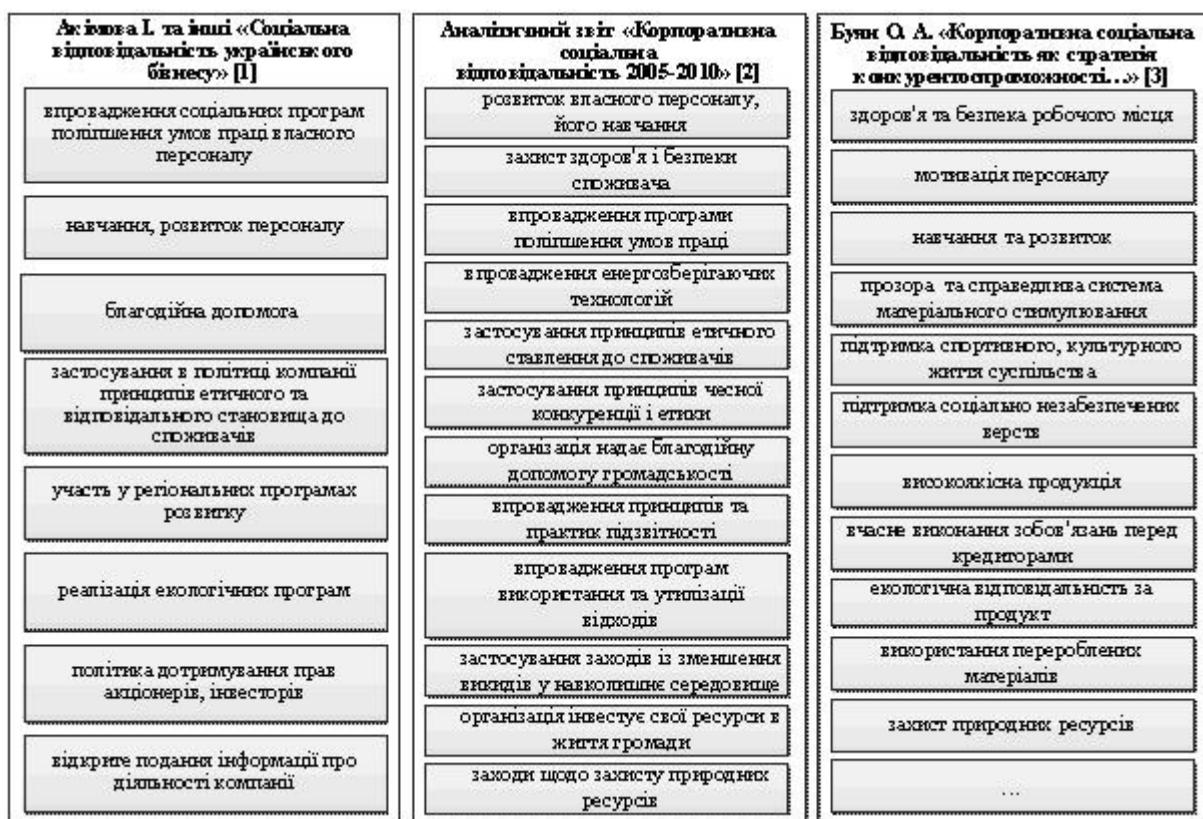 Акімова І. та інші «Соціальна
відповідальність українського
бізнесу» [1]
впровадження соціальних програм
поліпшення умов праці власного
персоналу
навчання, розвиток персоналу
благодійна допомога
застосування в політиці компанії
принципів етичного та
відповідального становища до
споживачів
участь у регіональних програмах
розвитку
реалізація екологічних програм
політика дотримування прав
акціонерів, інвесторів
відкрите подання інформації про
діяльності компанії
Аналітичний звіт «Корпоративна
соціальна
відповідальність 2005-2010» [2]
розвиток власного персоналу,
його навчання
захист здоров'я і безпеки
споживача
впровадження програми
поліпшення умов праці
впровадження енергозберігаючих
технологій
застосування принципів етичного
ставлення до споживачів
застосування принципів чесної
конкуренції і етики
організація надає благодійну
допомогу громадськості
впровадження принципів та
практик підзвітності
впровадження програм
використання та утилізації
відходів
застосування заходів із зменшення
викидів у навколишнє середовище
організація інвестує свої ресурси в
життя громади
заходи щодо захисту природних
ресурсів
Буян О. А. «Корпоративна соціальна
відповідальність як стратегія
конкурентоспроможності...» [3]
здоров'я та безпека робочого місця
мотивація персоналу
навчання та розвиток
прозора та справедлива система
матеріального стимулювання
підтримка спортивного, культурного
життя суспільства
підтримка соціально незабезпечених
верств
високоякісна продукція
вчасне виконання зобов'язань перед
кредиторами
екологічна відповідальність за
продукт
використання перероблених
матеріалів
захист природних ресурсів
...